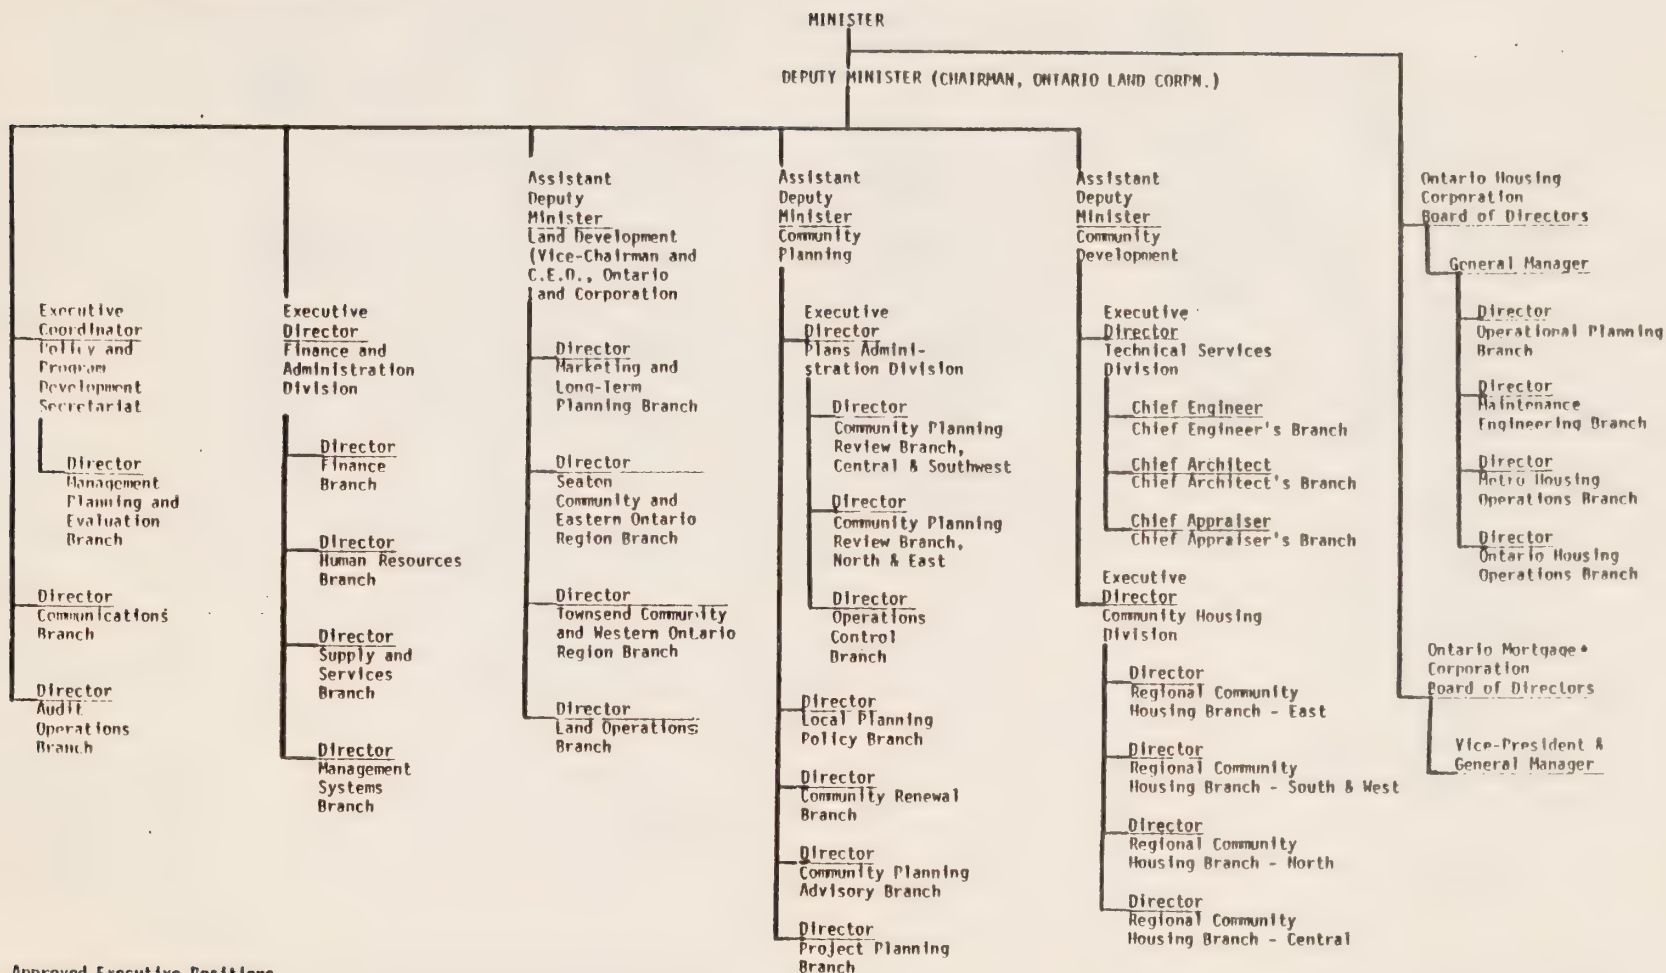 MINISTER
DEPUTY MINISTER (CHAIRMAN, ONTARIO LAND CORPN.)
Executive
Coordinator
Policy and
Program
Development
Secretariat
Director
Management
Planning and
Evaluation
Branch
Director
Communications
Branch
Director
Audit
Operations
Branch
Executive
Director
Finance and
Administration
Division
Director
Finance
Branch
Director
Human Resources
Branch
Director
Supply and
Services
Branch
Director
Management
Systems
Branch
Assistant
Deputy
Minister
Land Development
(Vice-Chairman and
C.E.O., Ontario
Land Corporation
Director
Marketing and
Long-Term
Planning Branch
Director
Seaton
Community and
Eastern Ontario
Region Branch
Director
Townsend Community
and Western Ontario
Region Branch
Director
Land Operations
Branch
Assistant
Deputy
Minister
Community
Planning
Executive
Director
Plans Admini-
stration Division
Director
Community Planning
Review Branch,
Central & Southwest
Director
Community Planning
Review Branch,
North & East
Director
Operations
Control
Branch
Director
Local Planning
Policy Branch
Director
Community Renewal
Branch
Director
Community Planning
Advisory Branch
Director
Project Planning
Branch
Assistant
Deputy
Minister
Community
Development
Executive
Director
Technical Services
Division
Chief Engineer
Chief Engineer's Branch
Chief Architect
Chief Architect's Branch
Chief Appraiser
Chief Appraiser's Branch
Executive
Director
Community Housing
Division
Director
Regional Community
Housing Branch - East
Director
Regional Community
Housing Branch - South & West
Director
Regional Community
Housing Branch - North
Director
Regional Community
Housing Branch - Central
Ontario Housing
Corporation
Board of Directors
General Manager
Director
Operational Planning
Branch
Director
Maintenance
Engineering Branch
Director
Metro Housing
Operations Branch
Director
Ontario Housing
Operations Branch
Ontario Mortgage*
Corporation
Board of Directors
Vice-President &
General Manager
Approved Executive Positions